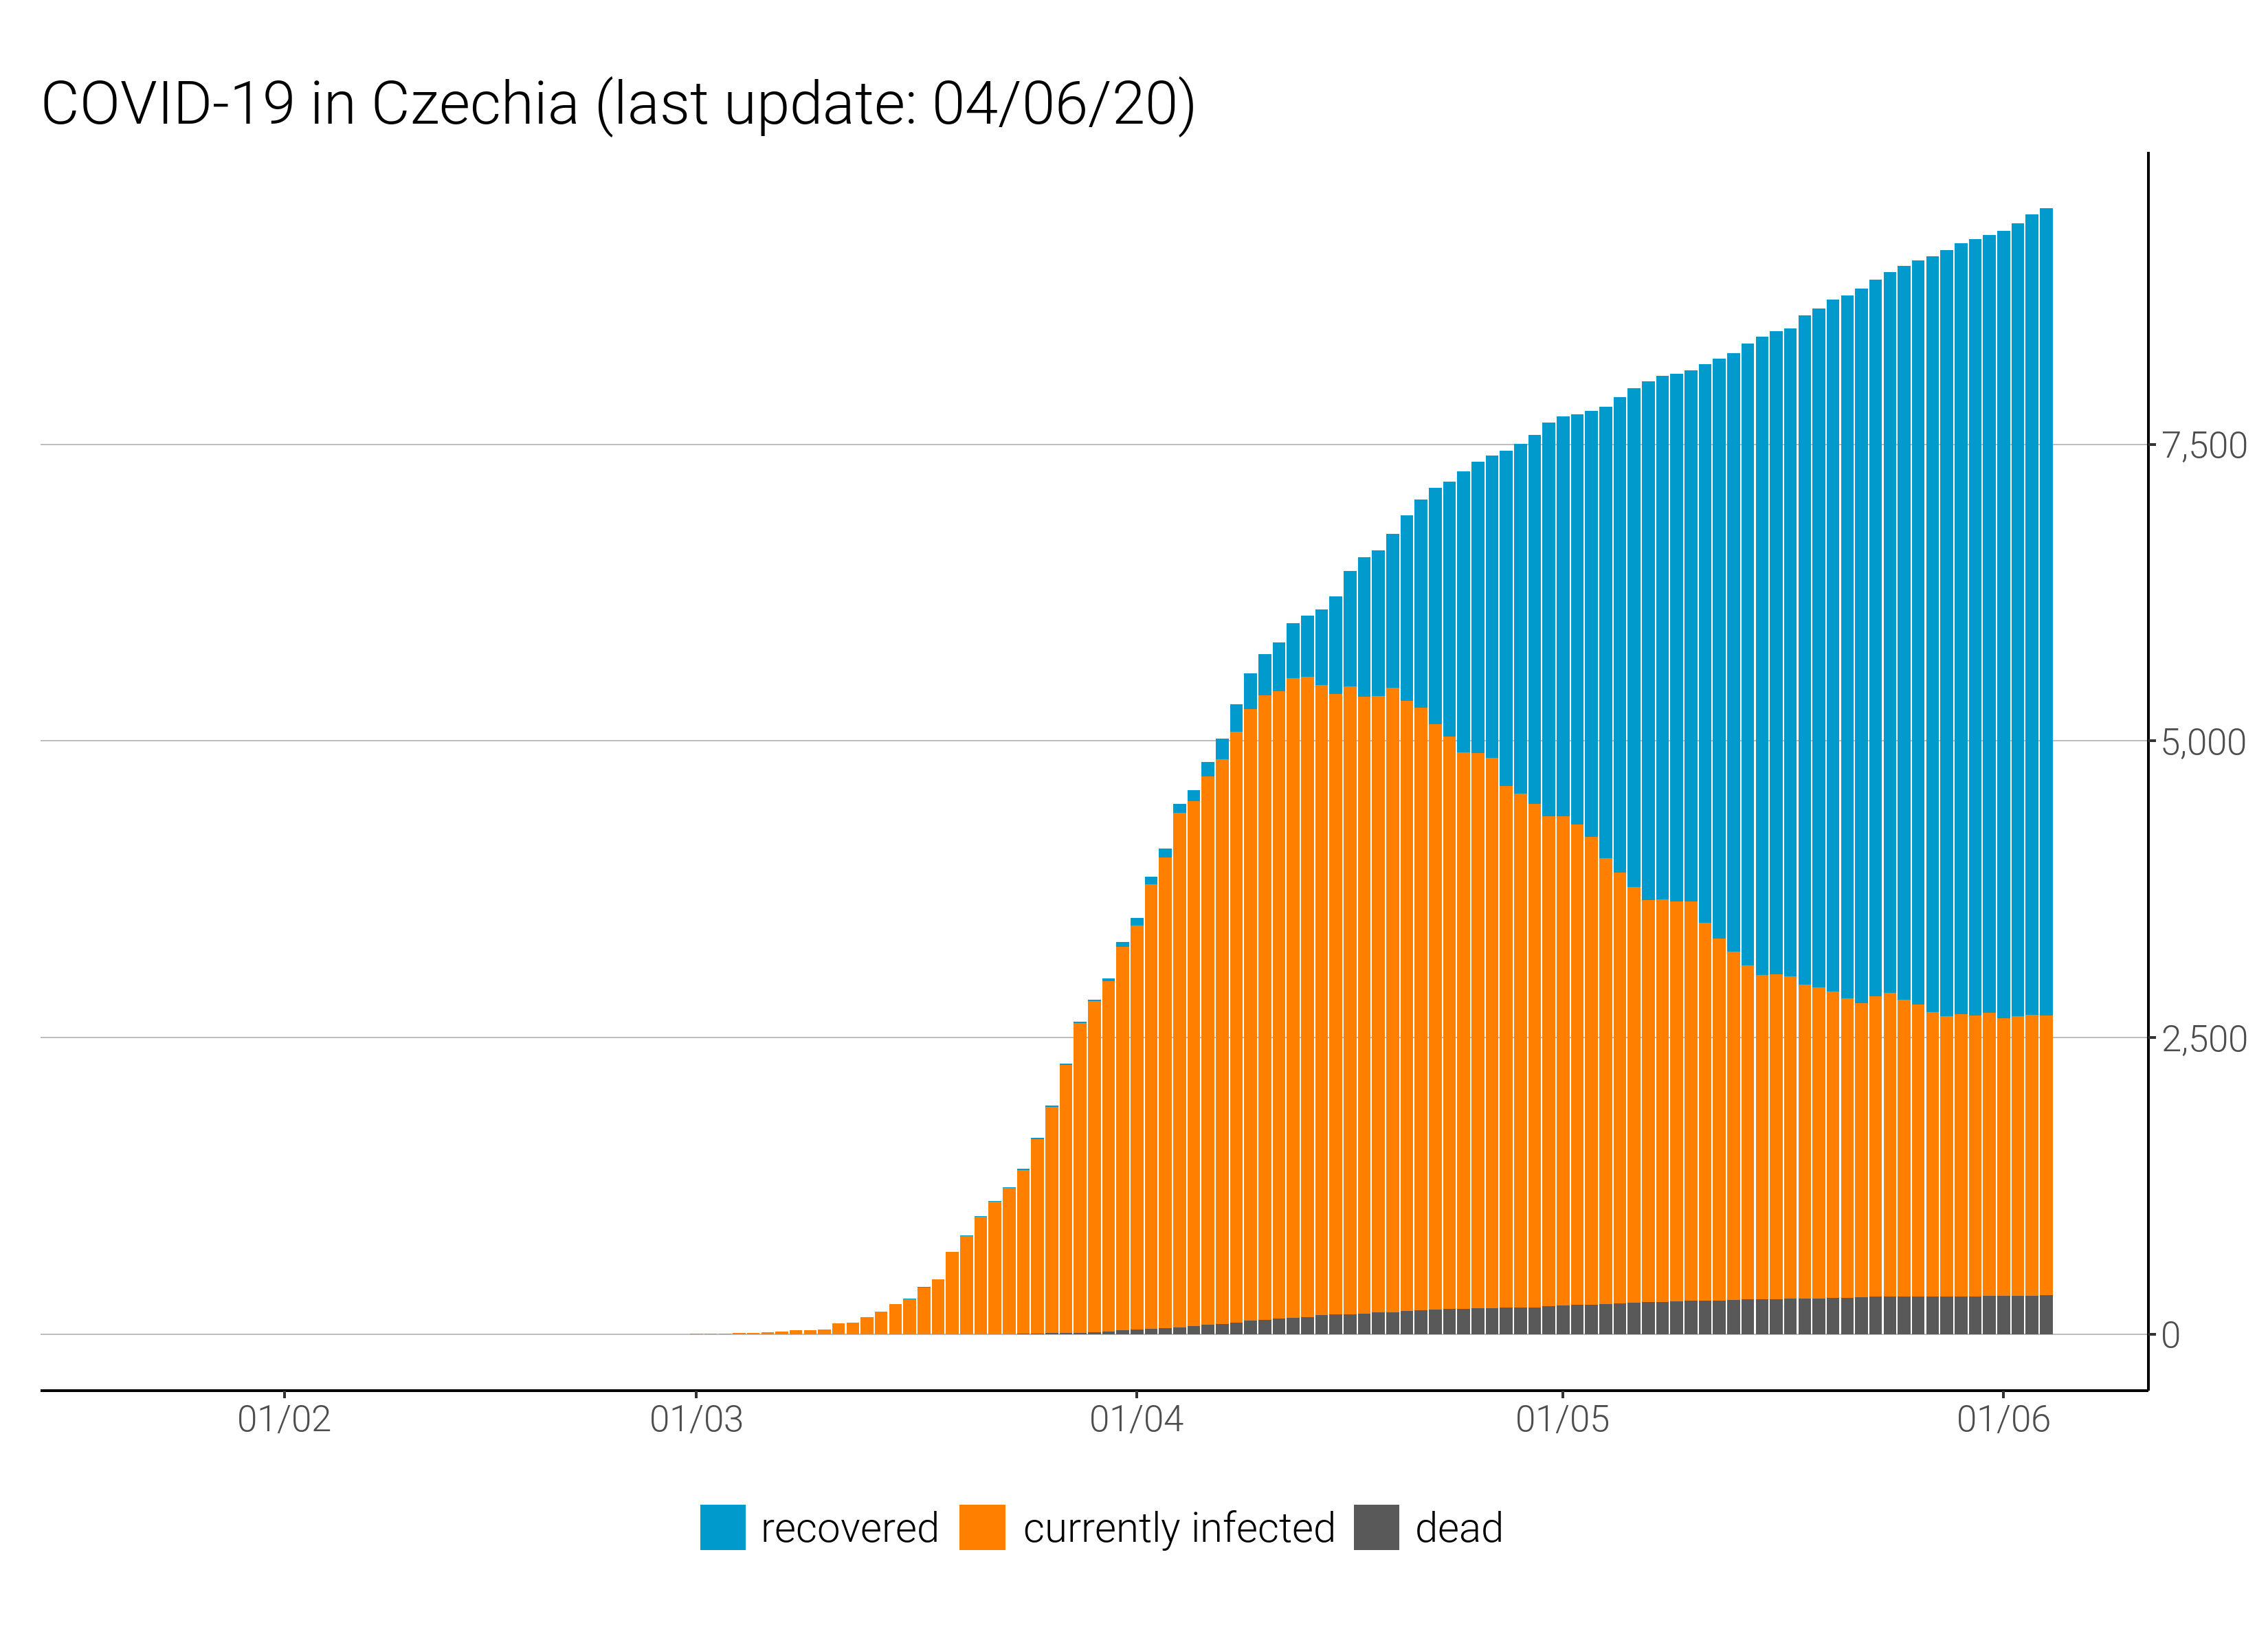 COVID-19 in Czechia (last update: 04/06/20)
7,500
5,000
2,500
0
01/02 01/03 01/04 01/05 01/06
recovered currently infected dead